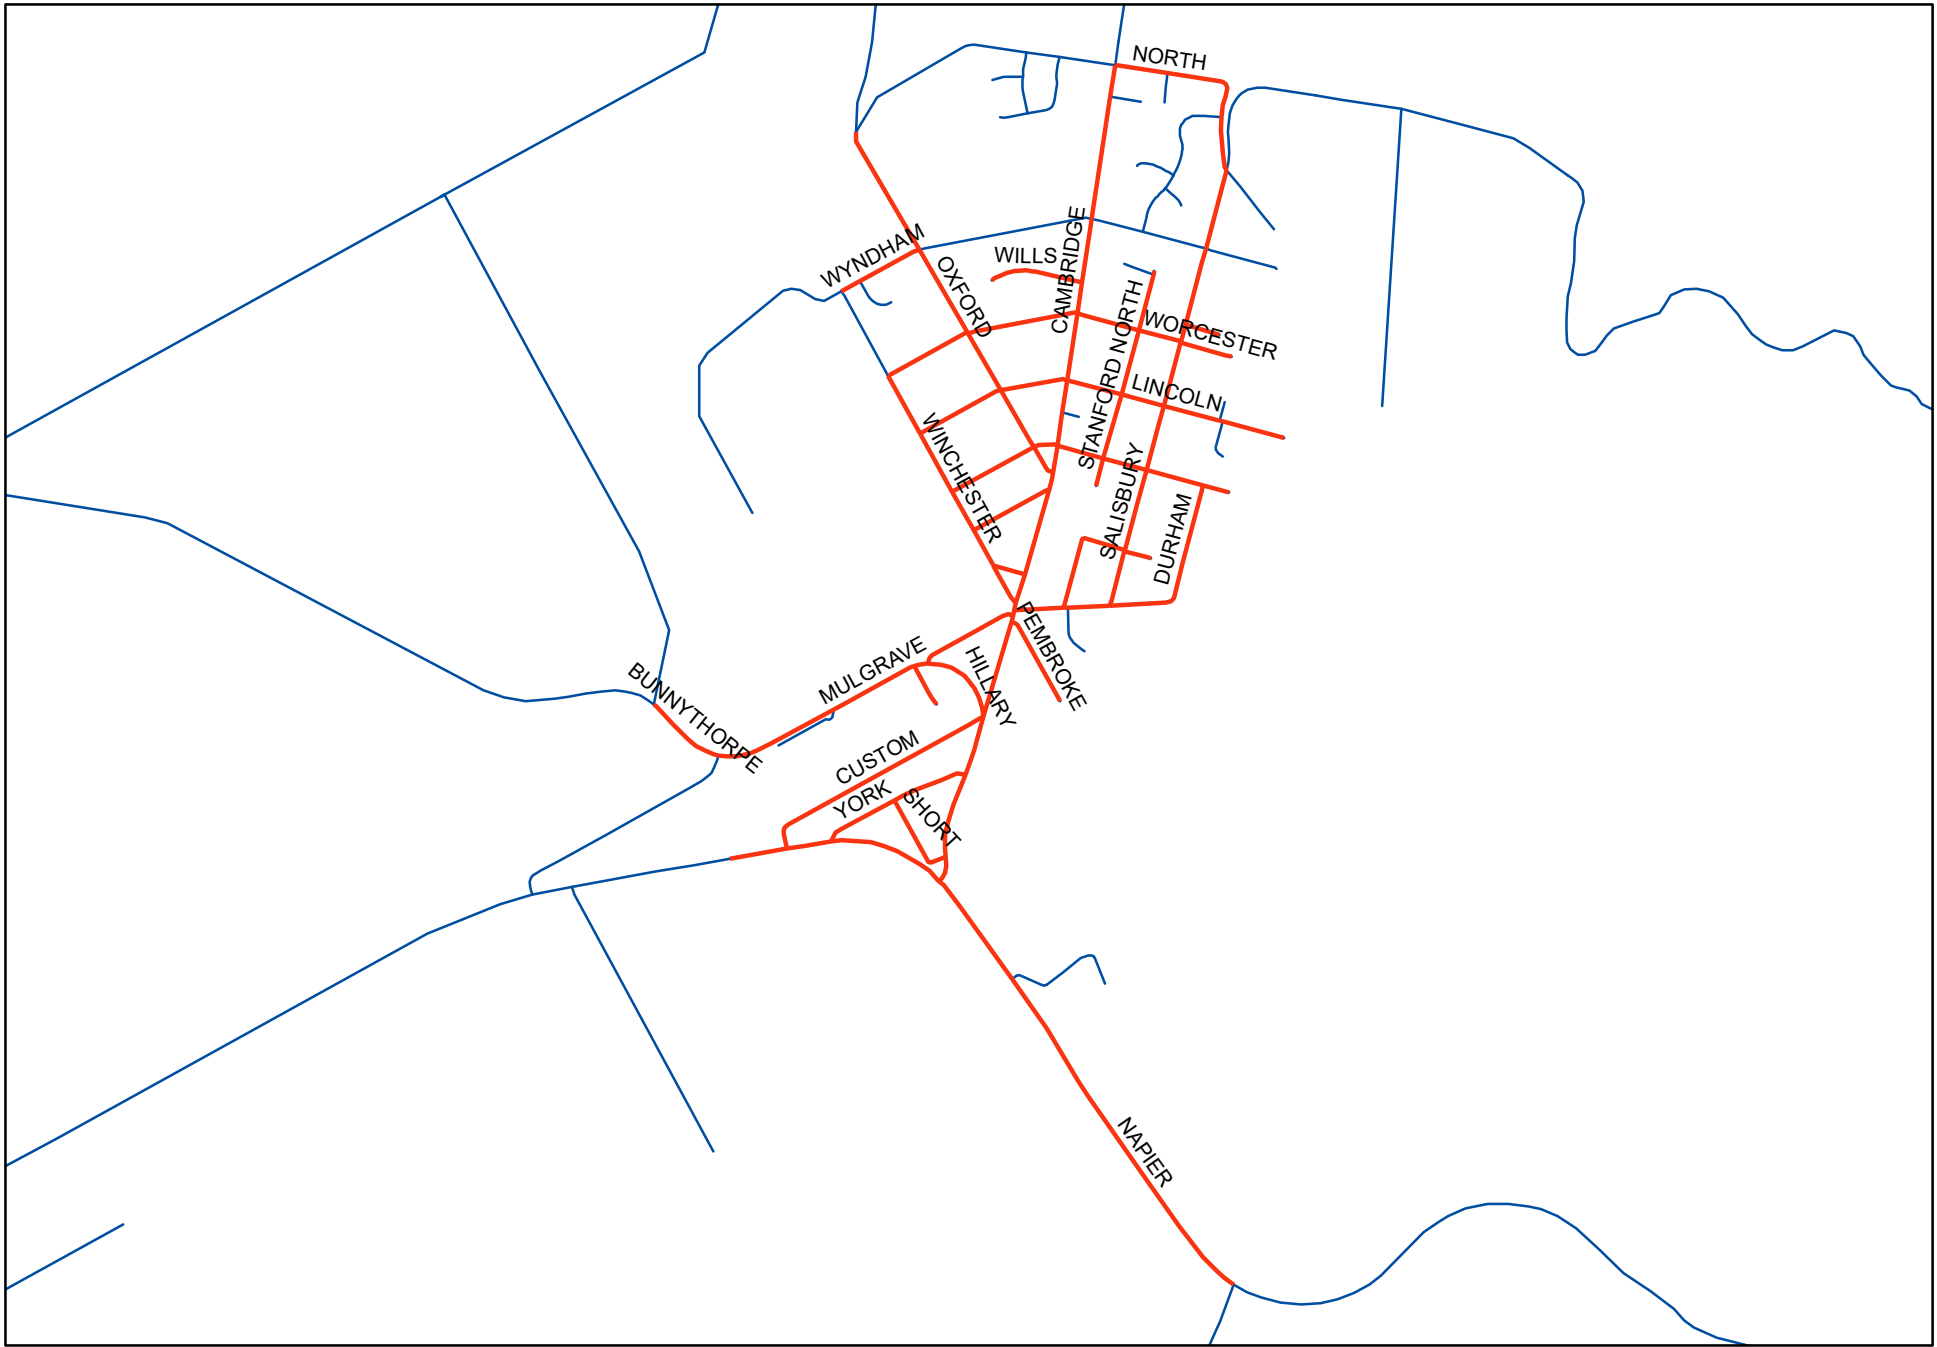 NORTH
WYNDHAM
WILLS
CAMBRIDGE
OXFORD
STANFORD NORTH
WORCESTER
LINCOLN
WINCHESTER
SALISBURY
DURHAM
PEMBROKE
MULGRAVE
HILLARY
BUNNYTHORPE
CUSTOM
YORK
SHORT
NAPIER